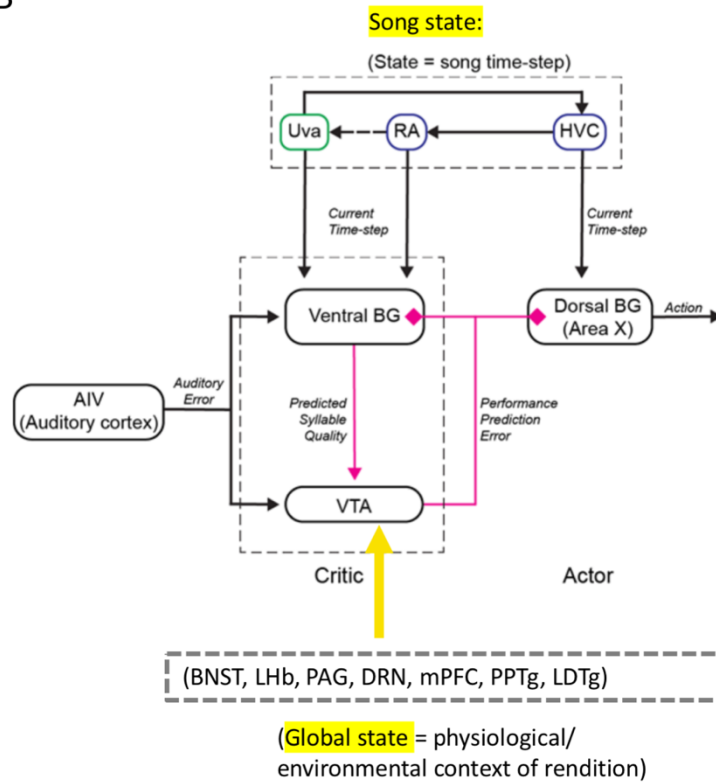 Song state:
(State = song time-step)
Uva
RA
HVC
Current
Time-step
Current
Time-step
Ventral BG
Dorsal BG
(Area X)
Action
AIV
(Auditory cortex)
Auditory
Error
Predicted
Syllable
Quality
Performance
Prediction
Error
VTA
Critic
Actor
(BNST, LHb, PAG, DRN, mPFC, PPTg, LDTg)
(Global state = physiological/
environmental context of rendition)